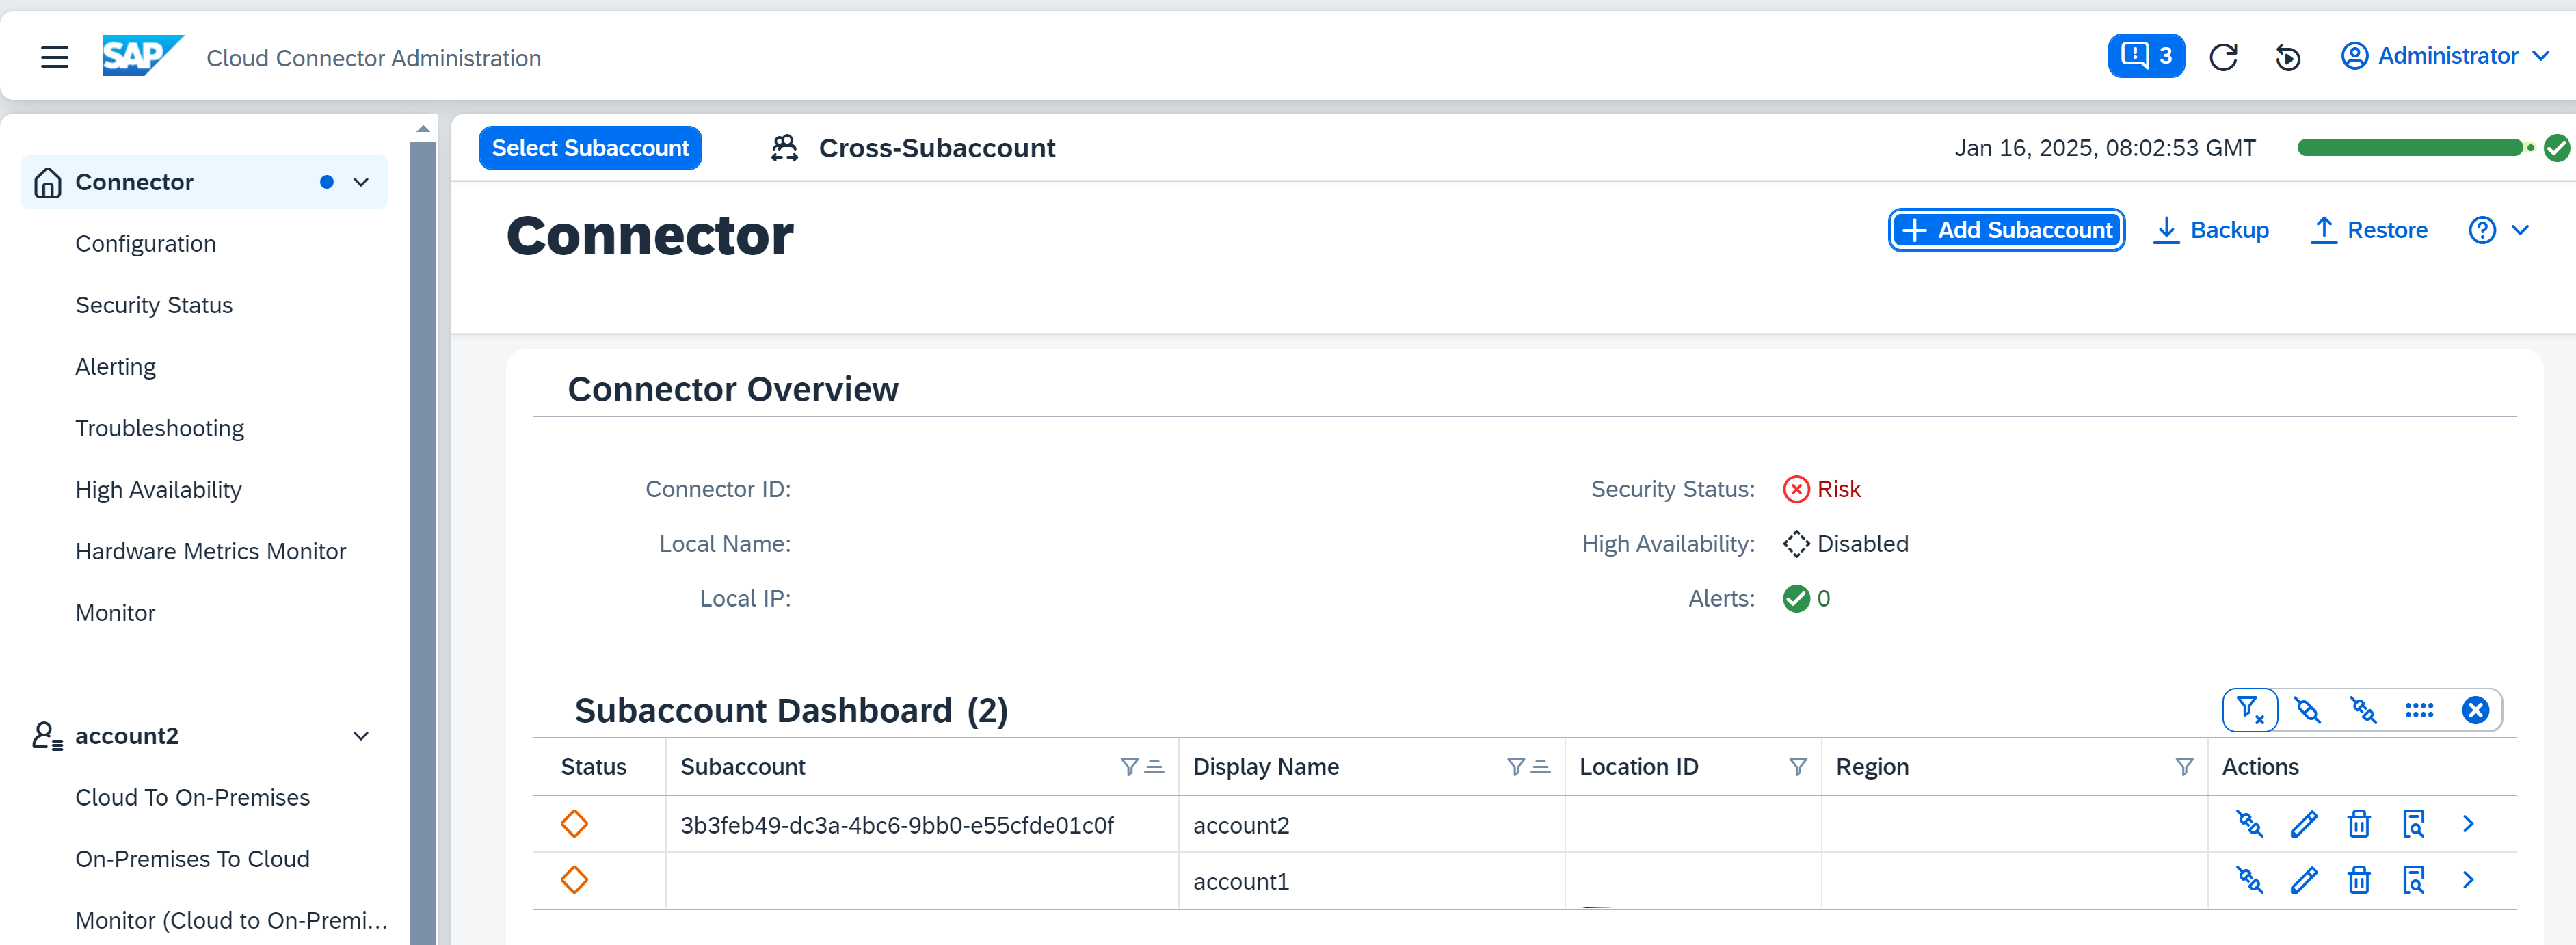 SAP Cloud Connector Administration 3 Administrator
Select Subaccount Cross-Subaccount Jan 16, 2025, 08:02:53 GMT
Connector
Configuration
Security Status
Alerting
Troubleshooting
High Availability
Hardware Metrics Monitor
Monitor
account2
Cloud To On-Premises
On-Premises To Cloud
Monitor (Cloud to On-Premi...
Connector Add Subaccount Backup Restore
Connector Overview
Connector ID:
Local Name:
Local IP:
Security Status: Risk
High Availability: Disabled
Alerts: 0
Subaccount Dashboard (2)
Status Subaccount Display Name Location ID Region Actions
3b3feb49-dc3a-4bc6-9bb0-e55cfde01c0f account2
account1